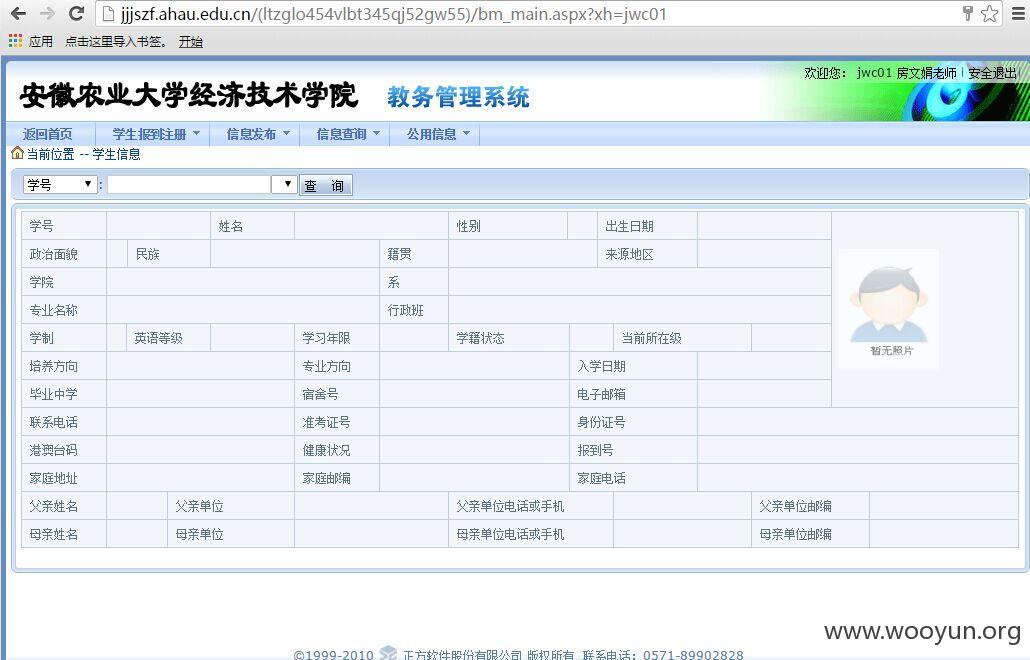 jjjszf.ahau.edu.cn/(ltzglo454vlbt345qj52gw55)/bm_main.aspx?xh=jwc01
应用 点击这里导入书签。 开始
欢迎您： jwc01 房文娟老师 | 安全退出
安徽农业大学经济技术学院 教务管理系统
返回首页 学生报到注册 信息发布 信息查询 公用信息
当前位置 -- 学生信息
学号 : 查 询
学号 姓名 性别 出生日期
政治面貌 民族 籍贯 来源地区
学院 系
专业名称 行政班
学制 英语等级 学习年限 学籍状态 当前所在级
暂无照片
培养方向 专业方向 入学日期
毕业中学 宿舍号 电子邮箱
联系电话 准考证号 身份证号
港澳台码 健康状况 报到号
家庭地址 家庭邮编 家庭电话
父亲姓名 父亲单位 父亲单位电话或手机 父亲单位邮编
母亲姓名 母亲单位 母亲单位电话或手机 母亲单位邮编
www.wooyun.org
©1999-2010 正方软件股份有限公司 版权所有 联系电话：0571-89902828